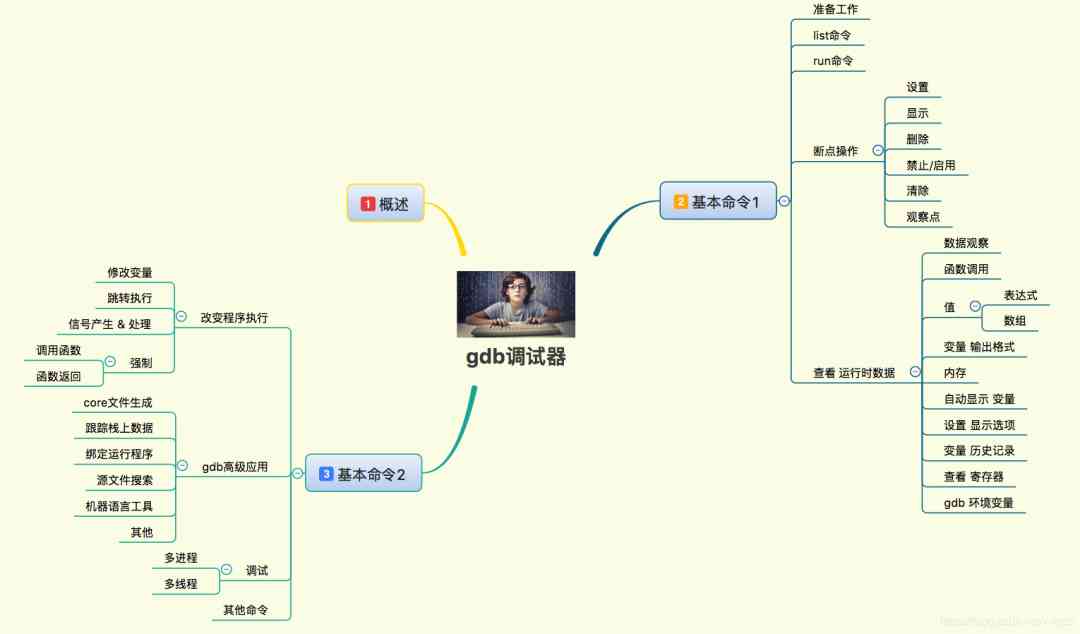 gdb调试器
1 概述
2 基本命令1
准备工作
list命令
run命令
断点操作
设置
显示
删除
禁止/启用
清除
观察点
查看 运行时数据
数据观察
函数调用
值
表达式
数组
变量 输出格式
内存
自动显示 变量
设置 显示选项
变量 历史记录
查看 寄存器
gdb 环境变量
3 基本命令2
改变程序执行
修改变量
跳转执行
信号产生 & 处理
强制
调用函数
函数返回
gdb高级应用
core文件生成
跟踪栈上数据
绑定运行程序
源文件搜索
机器语言工具
其他
调试
多进程
多线程
其他命令